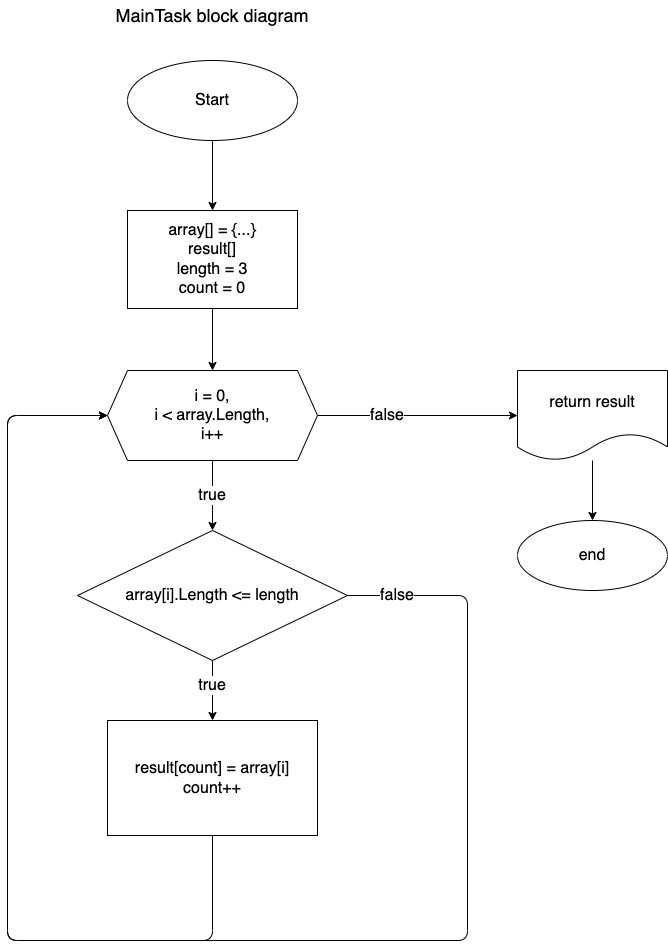 MainTask block diagram
Start
array[] = {...}
result[]
length = 3
count = 0
i = 0,
i < array.Length,
i++
false
return result
true
end
array[i].Length <= length
false
true
result[count] = array[i]
count++